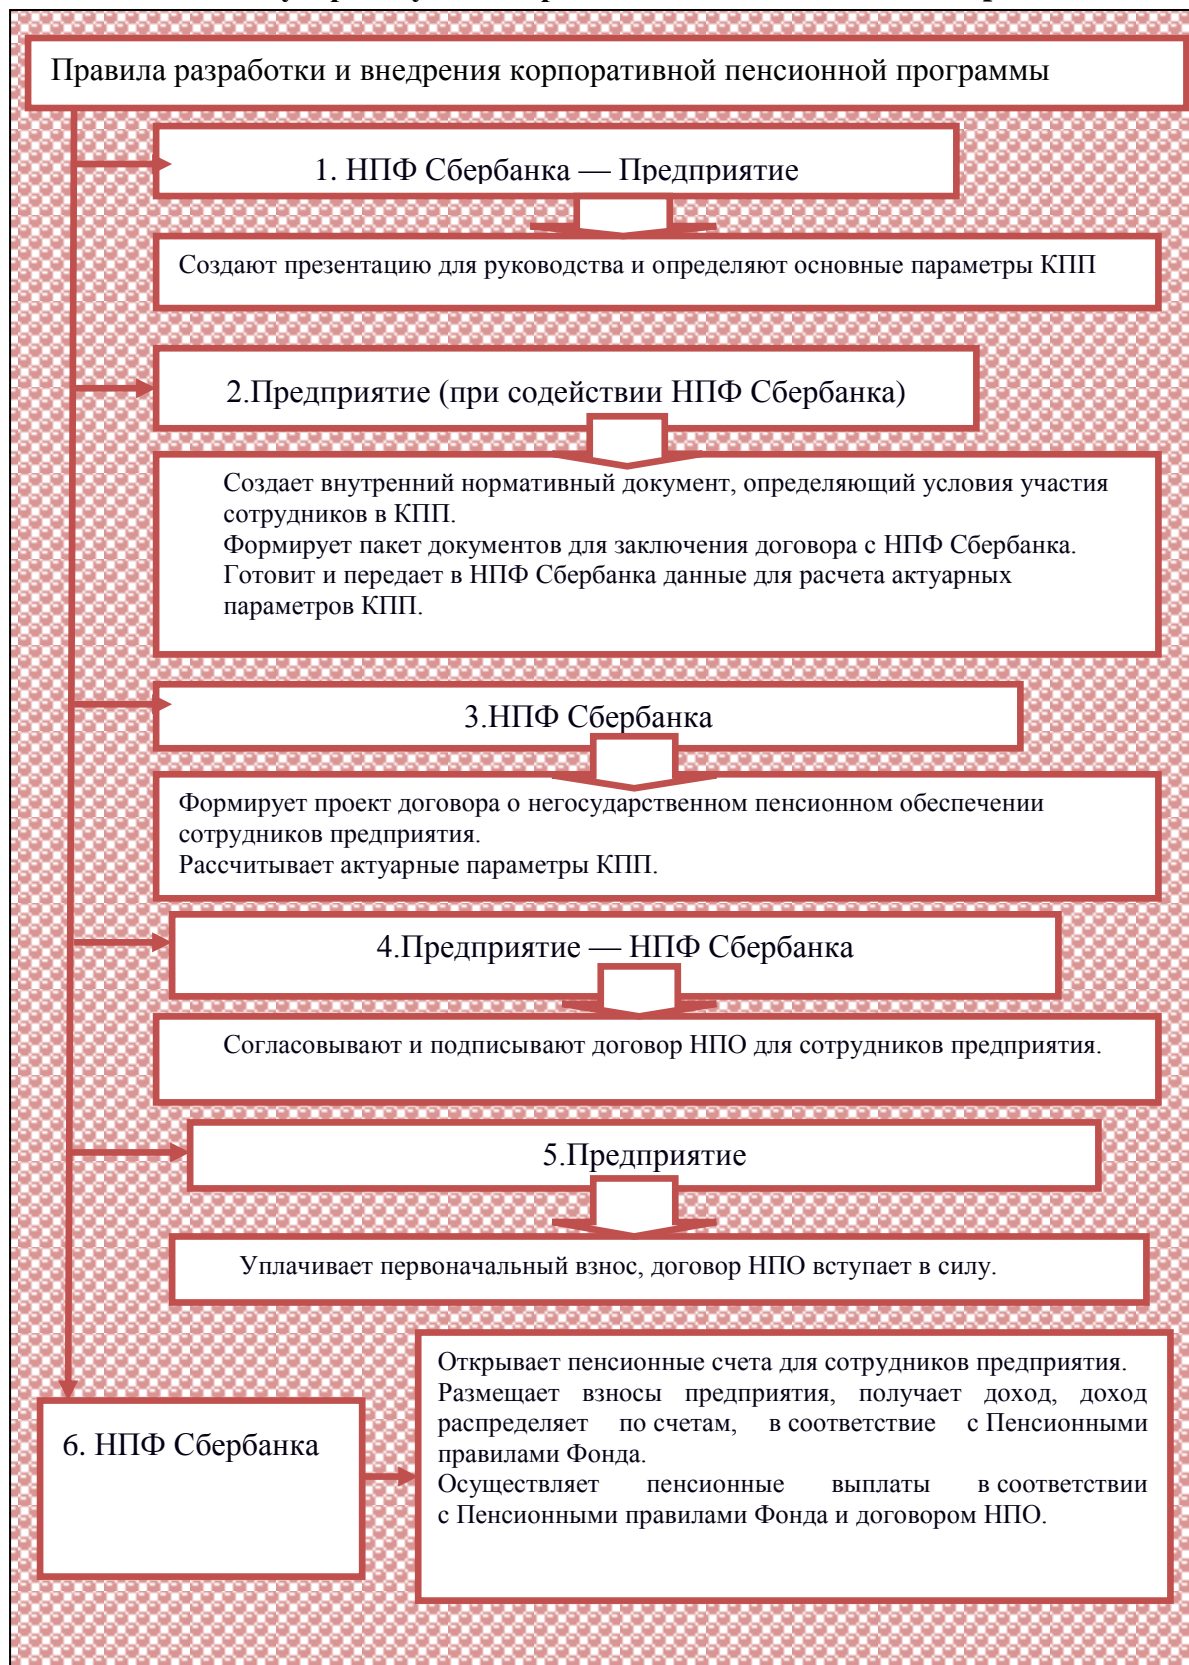 Правила разработки и внедрения корпоративной пенсионной программы
1. НПФ Сбербанка — Предприятие
Создают презентацию для руководства и определяют основные параметры КПП
2.Предприятие (при содействии НПФ Сбербанка)
Создает внутренний нормативный документ, определяющий условия участия
сотрудников в КПП.
Формирует пакет документов для заключения договора с НПФ Сбербанка.
Готовит и передает в НПФ Сбербанка данные для расчета актуарных
параметров КПП.
3.НПФ Сбербанка
Формирует проект договора о негосударственном пенсионном обеспечении
сотрудников предприятия.
Рассчитывает актуарные параметры КПП.
4.Предприятие — НПФ Сбербанка
Согласовывают и подписывают договор НПО для сотрудников предприятия.
5.Предприятие
Уплачивает первоначальный взнос, договор НПО вступает в силу.
6. НПФ Сбербанка
Открывает пенсионные счета для сотрудников предприятия.
Размещает взносы предприятия, получает доход, доход
распределяет по счетам, в соответствие с Пенсионными
правилами Фонда.
Осуществляет пенсионные выплаты в соответствии
с Пенсионными правилами Фонда и договором НПО.